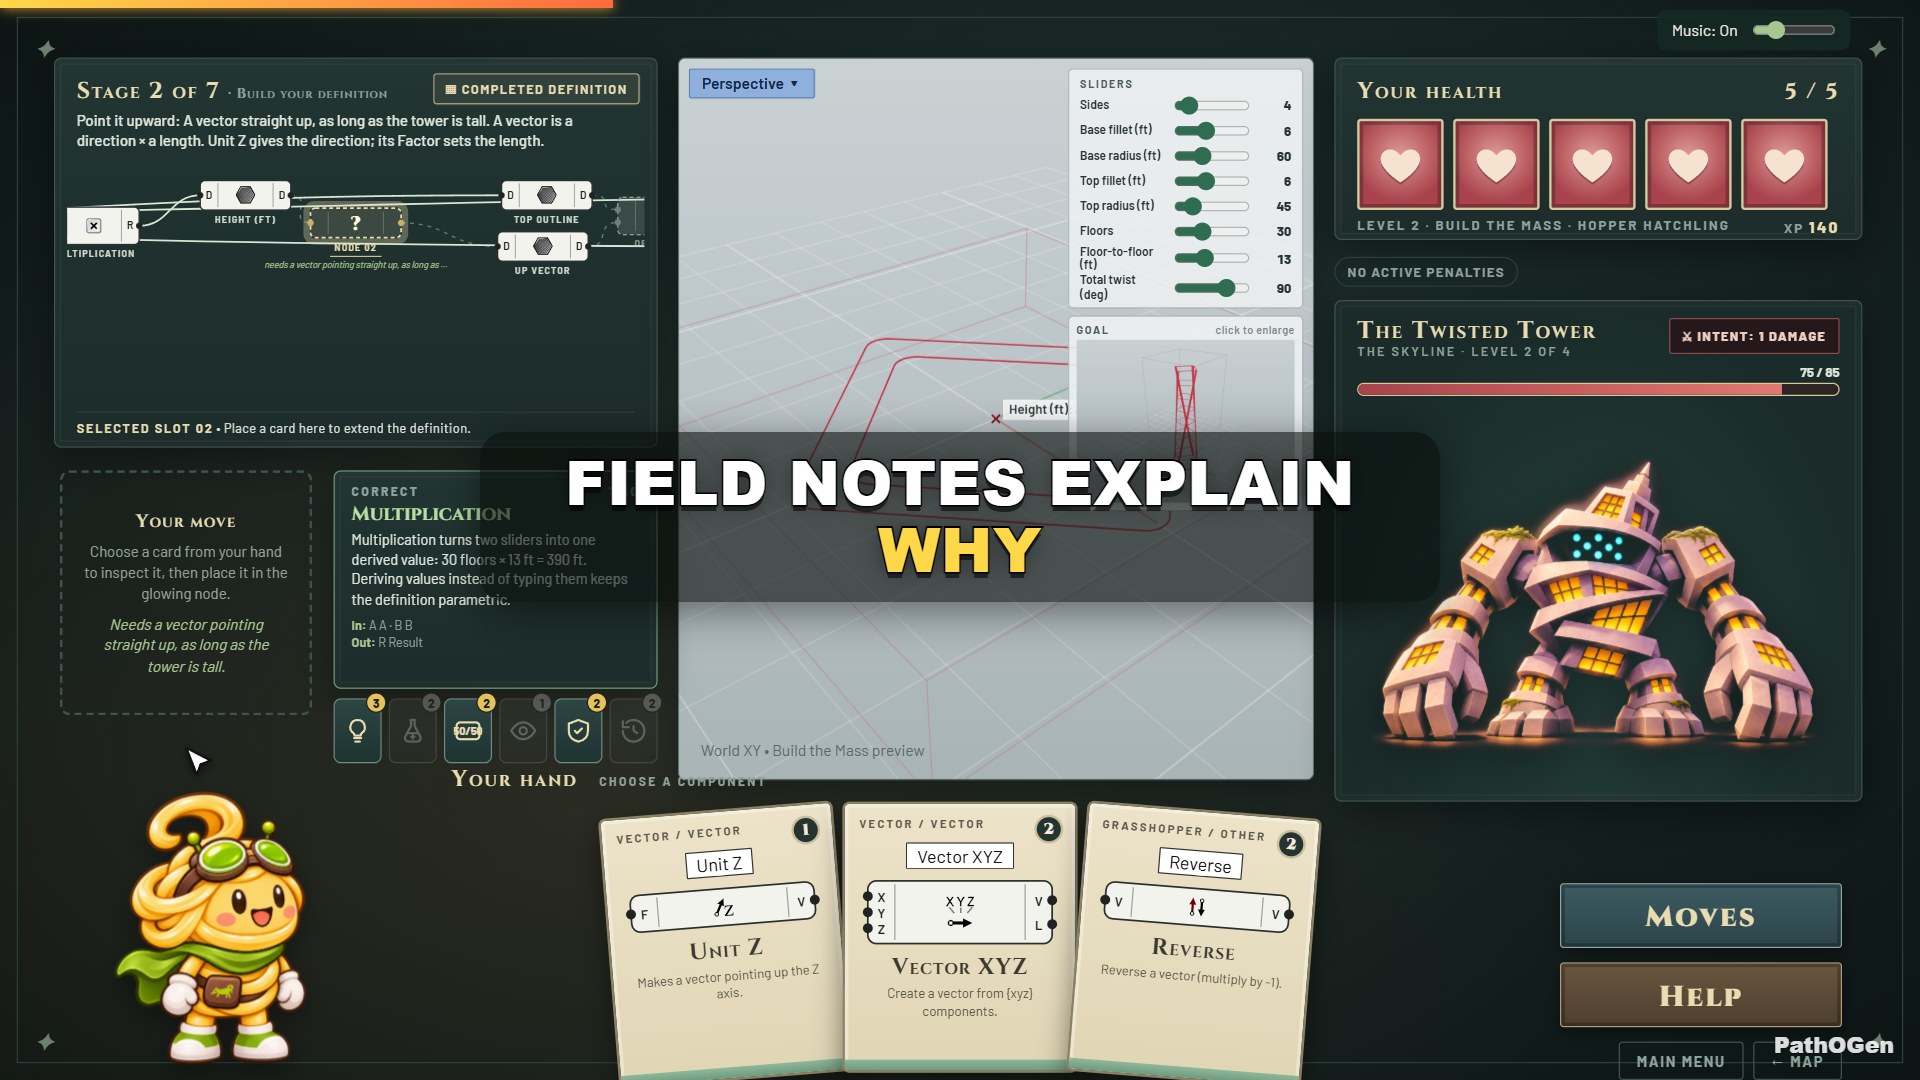 Music: On
STAGE 2 OF 7 · BUILD YOUR DEFINITION
COMPLETED DEFINITION
Point it upward: A vector straight up, as long as the tower is tall. A vector is a
direction × a length. Unit Z gives the direction; its Factor sets the length.
D D
HEIGHT (FT)
R
LTIPLICATION
?
NODE 02
needs a vector pointing straight up, as long as ...
D D
TOP OUTLINE
D D
UP VECTOR
SELECTED SLOT 02 • Place a card here to extend the definition.
Perspective ▾
SLIDERS
Sides 4
Base fillet (ft) 6
Base radius (ft) 60
Top fillet (ft) 6
Top radius (ft) 45
Floors 30
Floor-to-floor
(ft) 13
Total twist
(deg) 90
GOAL click to enlarge
Height (ft)
World XY • Build the Mass preview
YOUR HEALTH 5 / 5
LEVEL 2 · BUILD THE MASS · HOPPER HATCHLING XP 140
NO ACTIVE PENALTIES
THE TWISTED TOWER
THE SKYLINE · LEVEL 2 OF 4
INTENT: 1 DAMAGE
75 / 85
FIELD NOTES EXPLAIN
WHY
YOUR MOVE
Choose a card from your hand
to inspect it, then place it in the
glowing node.
Needs a vector pointing
straight up, as long as the
tower is tall.
CORRECT
MULTIPLICATION
Multiplication turns two sliders into one
derived value: 30 floors × 13 ft = 390 ft.
Deriving values instead of typing them keeps
the definition parametric.
In: A A · B B
Out: R Result
3 2 2 1 2 2
50/50
YOUR HAND CHOOSE A COMPONENT
VECTOR / VECTOR 1
Unit Z
F Z V
UNIT Z
Makes a vector pointing up the Z
axis.
VECTOR / VECTOR 2
Vector XYZ
X Y Z XYZ V L
VECTOR XYZ
Create a vector from {xyz}
components.
GRASSHOPPER / OTHER 2
Reverse
V V
REVERSE
Reverse a vector (multiply by -1).
MOVES
HELP
MAIN MENU
← MAP
PathOGen